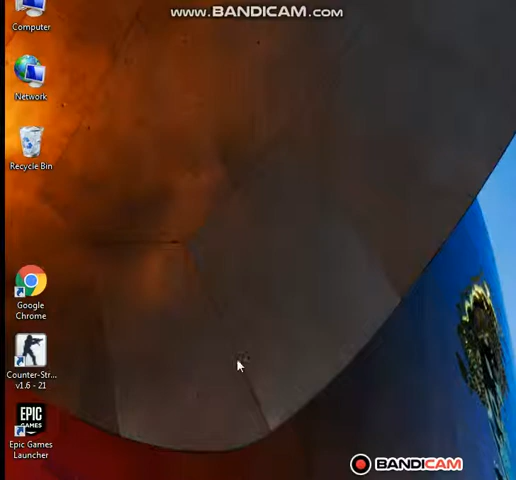 www.BANDICAM.com
Computer
Network
Recycle Bin
Google
Chrome
Counter-Str...
v1.6 - 21
EPIC
GAMES
Epic Games
Launcher
BANDICAM